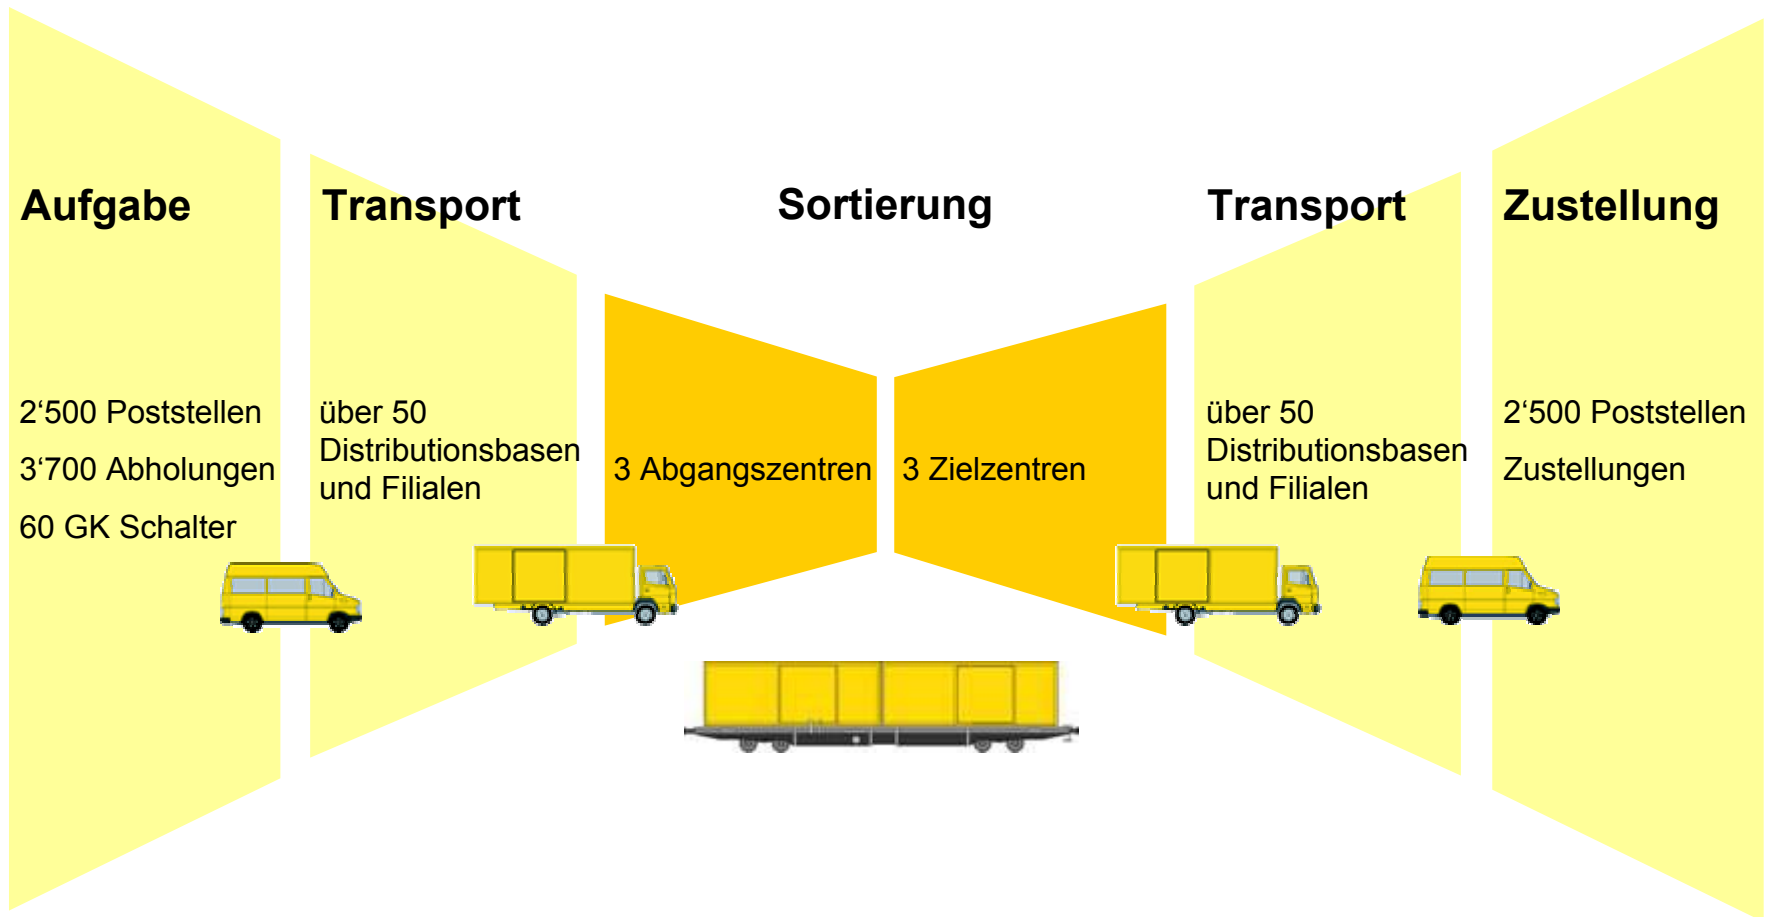 Aufgabe
Transport
Sortierung
Transport
Zustellung
2‘500 Poststellen
3‘700 Abholungen
60 GK Schalter
über 50
Distributionsbasen
und Filialen
3 Abgangszentren
3 Zielzentren
über 50
Distributionsbasen
und Filialen
2‘500 Poststellen
Zustellungen